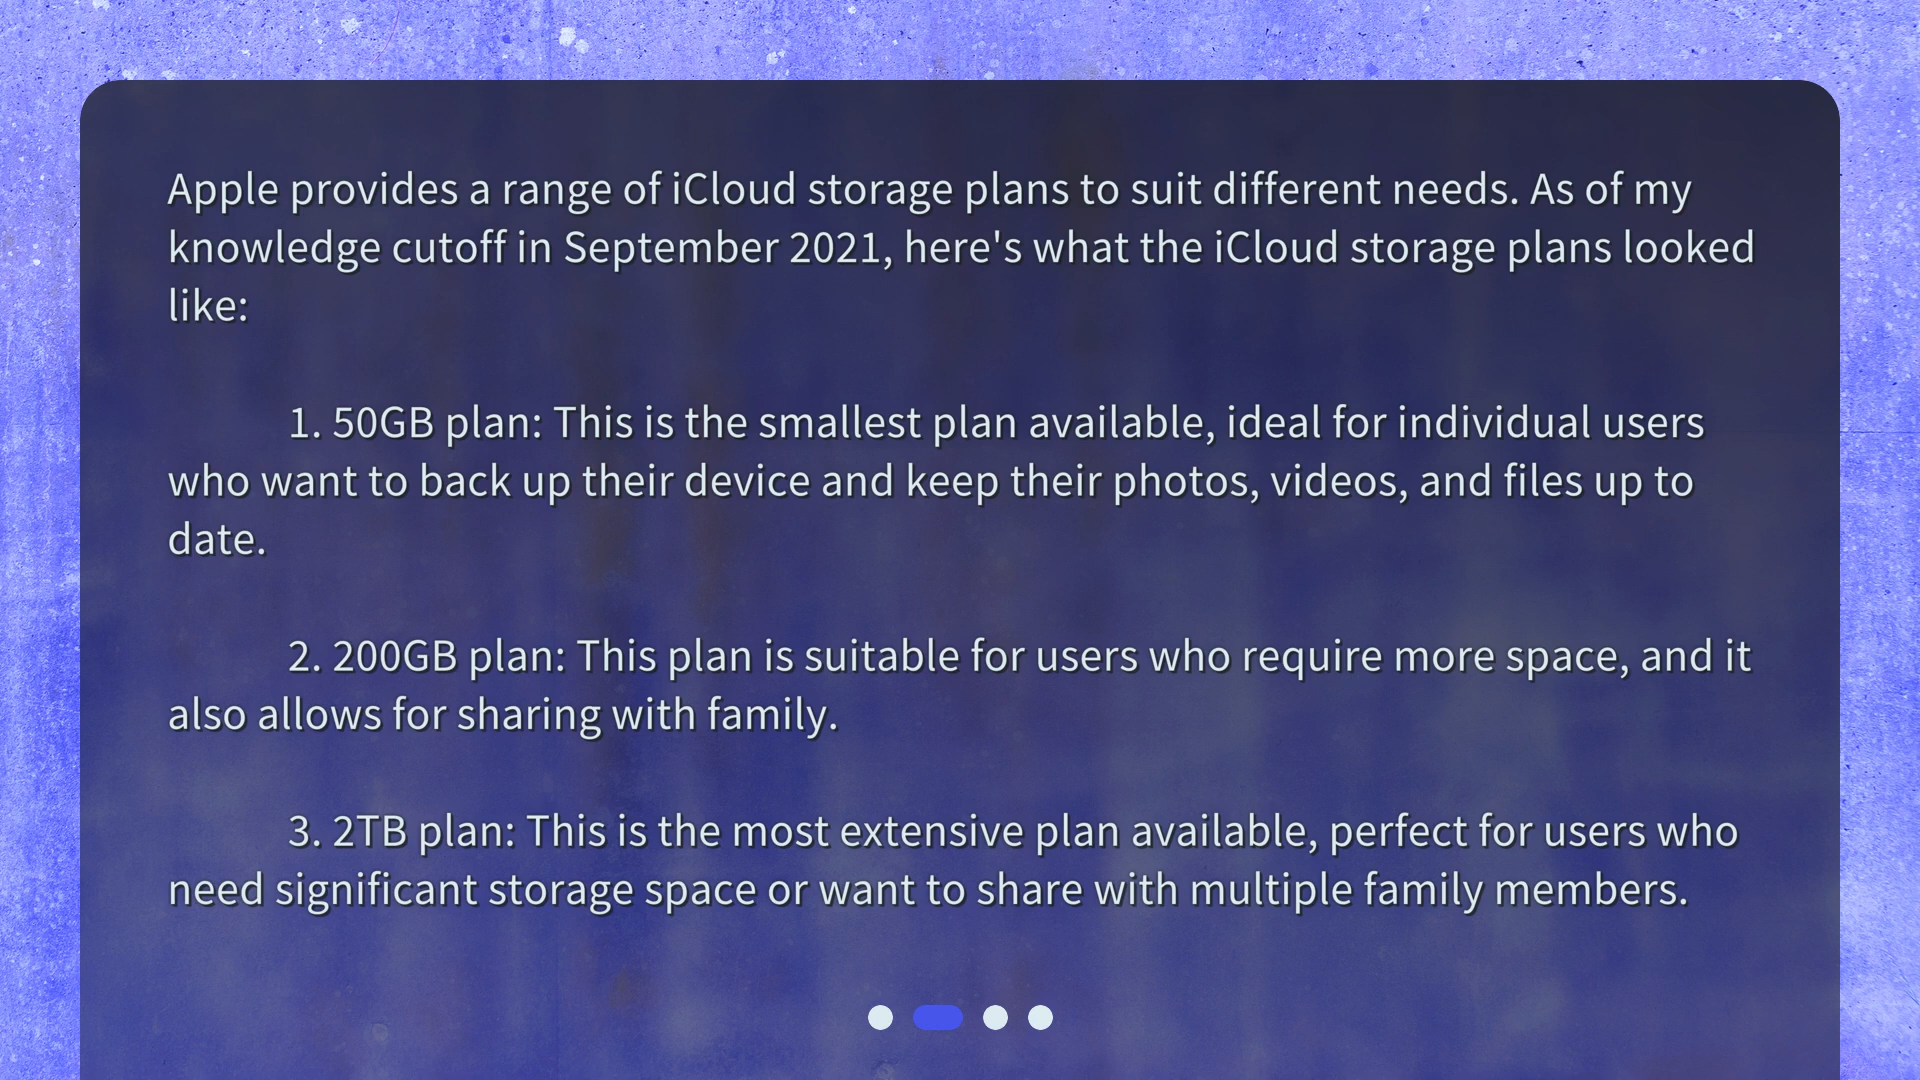 Apple provides a range of iCloud storage plans to suit different needs. As of my
knowledge cutoff in September 2021, here's what the iCloud storage plans looked
like:
1. 50GB plan: This is the smallest plan available, ideal for individual users
who want to back up their device and keep their photos, videos, and files up to
date.
2. 200GB plan: This plan is suitable for users who require more space, and it
also allows for sharing with family.
3. 2TB plan: This is the most extensive plan available, perfect for users who
need significant storage space or want to share with multiple family members.